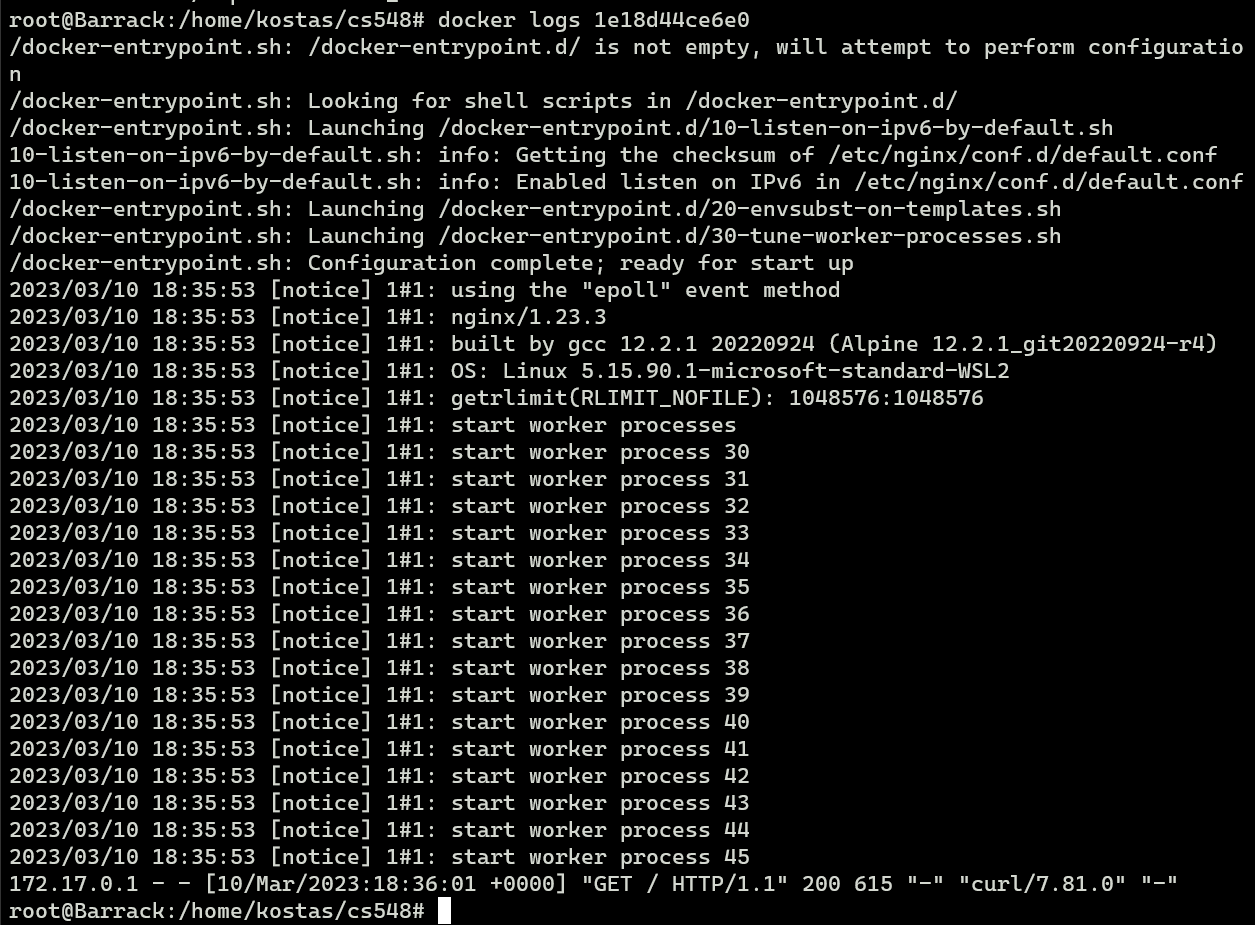 root@Barrack:/home/kostas/cs548# docker logs 1e18d44ce6e0
/docker-entrypoint.sh: /docker-entrypoint.d/ is not empty, will attempt to perform configuratio
n
/docker-entrypoint.sh: Looking for shell scripts in /docker-entrypoint.d/
/docker-entrypoint.sh: Launching /docker-entrypoint.d/10-listen-on-ipv6-by-default.sh
10-listen-on-ipv6-by-default.sh: info: Getting the checksum of /etc/nginx/conf.d/default.conf
10-listen-on-ipv6-by-default.sh: info: Enabled listen on IPv6 in /etc/nginx/conf.d/default.conf
/docker-entrypoint.sh: Launching /docker-entrypoint.d/20-envsubst-on-templates.sh
/docker-entrypoint.sh: Launching /docker-entrypoint.d/30-tune-worker-processes.sh
/docker-entrypoint.sh: Configuration complete; ready for start up
2023/03/10 18:35:53 [notice] 1#1: using the "epoll" event method
2023/03/10 18:35:53 [notice] 1#1: nginx/1.23.3
2023/03/10 18:35:53 [notice] 1#1: built by gcc 12.2.1 20220924 (Alpine 12.2.1_git20220924-r4)
2023/03/10 18:35:53 [notice] 1#1: OS: Linux 5.15.90.1-microsoft-standard-WSL2
2023/03/10 18:35:53 [notice] 1#1: getrlimit(RLIMIT_NOFILE): 1048576:1048576
2023/03/10 18:35:53 [notice] 1#1: start worker processes
2023/03/10 18:35:53 [notice] 1#1: start worker process 30
2023/03/10 18:35:53 [notice] 1#1: start worker process 31
2023/03/10 18:35:53 [notice] 1#1: start worker process 32
2023/03/10 18:35:53 [notice] 1#1: start worker process 33
2023/03/10 18:35:53 [notice] 1#1: start worker process 34
2023/03/10 18:35:53 [notice] 1#1: start worker process 35
2023/03/10 18:35:53 [notice] 1#1: start worker process 36
2023/03/10 18:35:53 [notice] 1#1: start worker process 37
2023/03/10 18:35:53 [notice] 1#1: start worker process 38
2023/03/10 18:35:53 [notice] 1#1: start worker process 39
2023/03/10 18:35:53 [notice] 1#1: start worker process 40
2023/03/10 18:35:53 [notice] 1#1: start worker process 41
2023/03/10 18:35:53 [notice] 1#1: start worker process 42
2023/03/10 18:35:53 [notice] 1#1: start worker process 43
2023/03/10 18:35:53 [notice] 1#1: start worker process 44
2023/03/10 18:35:53 [notice] 1#1: start worker process 45
172.17.0.1 - - [10/Mar/2023:18:36:01 +0000] "GET / HTTP/1.1" 200 615 "-" "curl/7.81.0" "-"
root@Barrack:/home/kostas/cs548#